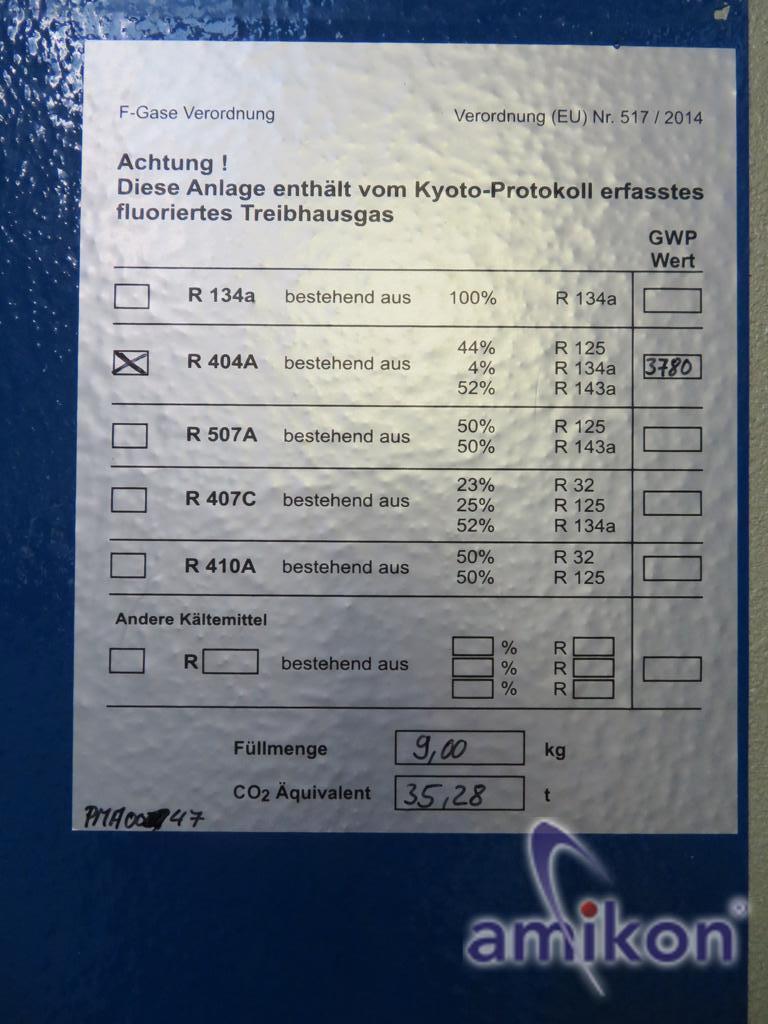 F-Gase Verordnung Verordnung (EU) Nr. 517 / 2014
Achtung !
Diese Anlage enthält vom Kyoto-Protokoll erfasstes
fluoriertes Treibhausgas
GWP
Wert
R 134a bestehend aus 100% R 134a
R 404A bestehend aus 44% R 125 3780
4% R 134a
52% R 143a
R 507A bestehend aus 50% R 125
50% R 143a
R 407C bestehend aus 23% R 32
25% R 125
52% R 134a
R 410A bestehend aus 50% R 32
50% R 125
Andere Kältemittel
R bestehend aus % R
% R
% R
Füllmenge 9,00 kg
CO2 Äquivalent 35,28 t
amikon